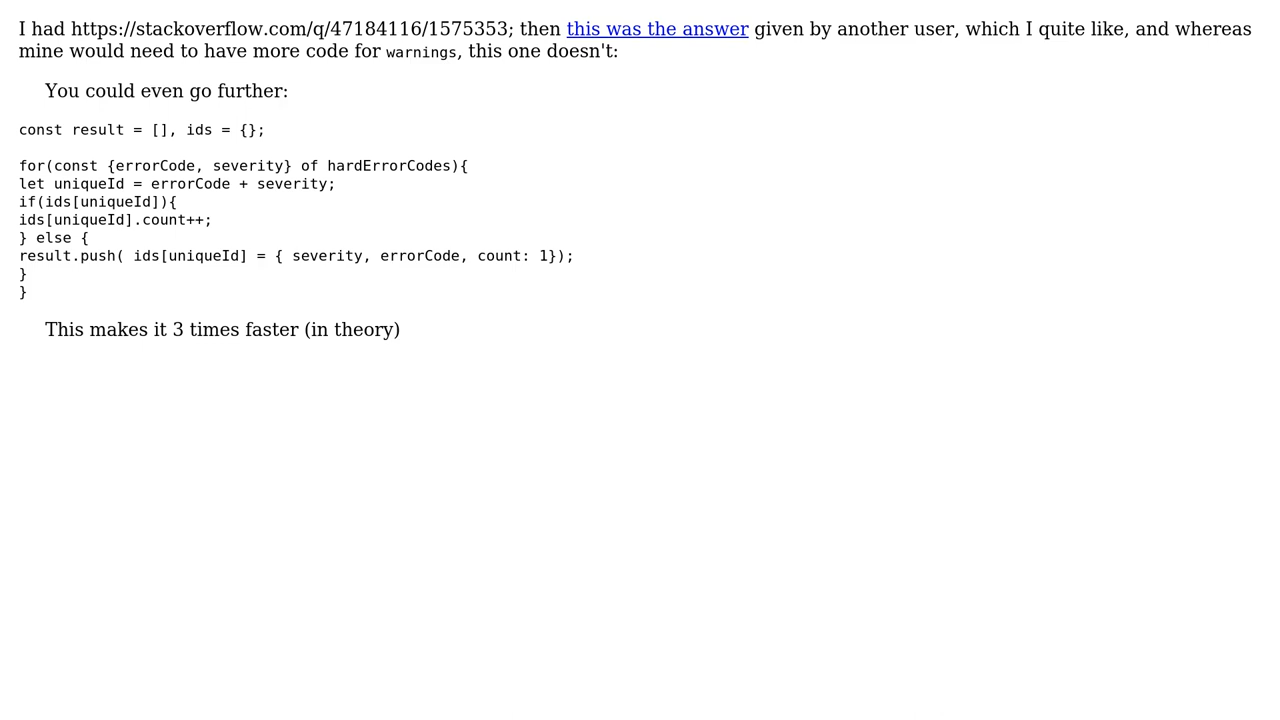 I had https://stackoverflow.com/q/47184116/1575353; then this was the answer given by another user, which I quite like, and whereas
mine would need to have more code for warnings, this one doesn't:
You could even go further:
const result = [], ids = {};
for(const {errorCode, severity} of hardErrorCodes){
let uniqueId = errorCode + severity;
if(ids[uniqueId]){
ids[uniqueId].count++;
} else {
result.push( ids[uniqueId] = { severity, errorCode, count: 1});
}
}
This makes it 3 times faster (in theory)